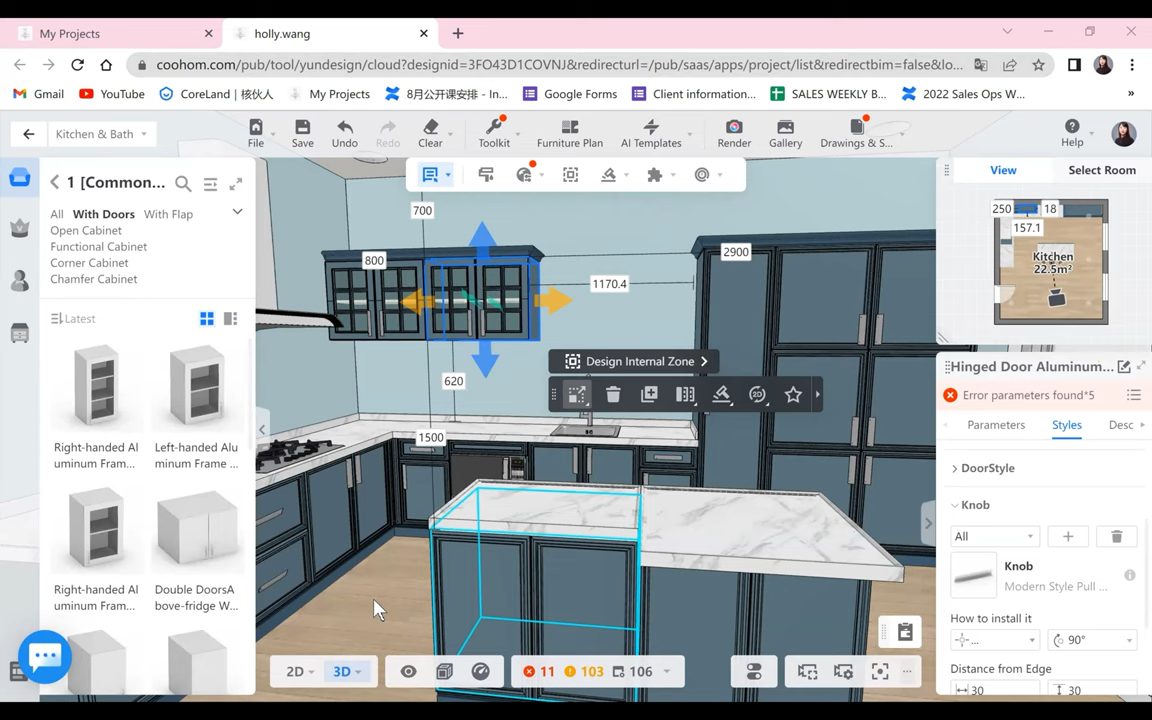 My Projects
holly.wang
coohom.com/pub/tool/yundesign/cloud?designid=3FO43D1COVNJ&redirecturl=/pub/saas/apps/project/list&redirectbim=false&lo...
Gmail YouTube CoreLand | 核伙人 My Projects 8月公开课安排 - In... Google Forms Client informatio... SALES WEEKLY B... 2022 Sales Ops W... »
Kitchen & Bath
File Save Undo Redo Clear Toolkit Furniture Plan AI Templates Render Gallery Drawings & S... Help
1 [Common...
All With Doors With Flap
Open Cabinet
Functional Cabinet
Corner Cabinet
Chamfer Cabinet
Latest
Right-handed Al
uminum Fram...
Left-handed Alu
minum Frame ...
Right-handed Al
uminum Fram...
Double DoorsA
bove-fridge W...
700
800
2900
1170.4
620
1500
Design Internal Zone
2D
2D 3D
11 103 106
View Select Room
250 18
157.1
Kitchen
22.5m²
Hinged Door Aluminum...
Error parameters found*5
Parameters Styles Desc
DoorStyle
Knob
All
Knob
Modern Style Pull ...
How to install it
... 90°
Distance from Edge
30 30